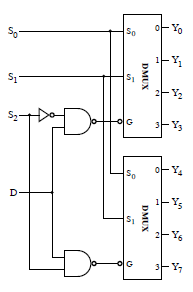 S0 S0 0 Y0
1 Y1
S1 S1 DMUX 2 Y2
S2 G 3 Y3
S0 0 Y4
D 1 Y5
S1 DMUX 2 Y6
G 3 Y7